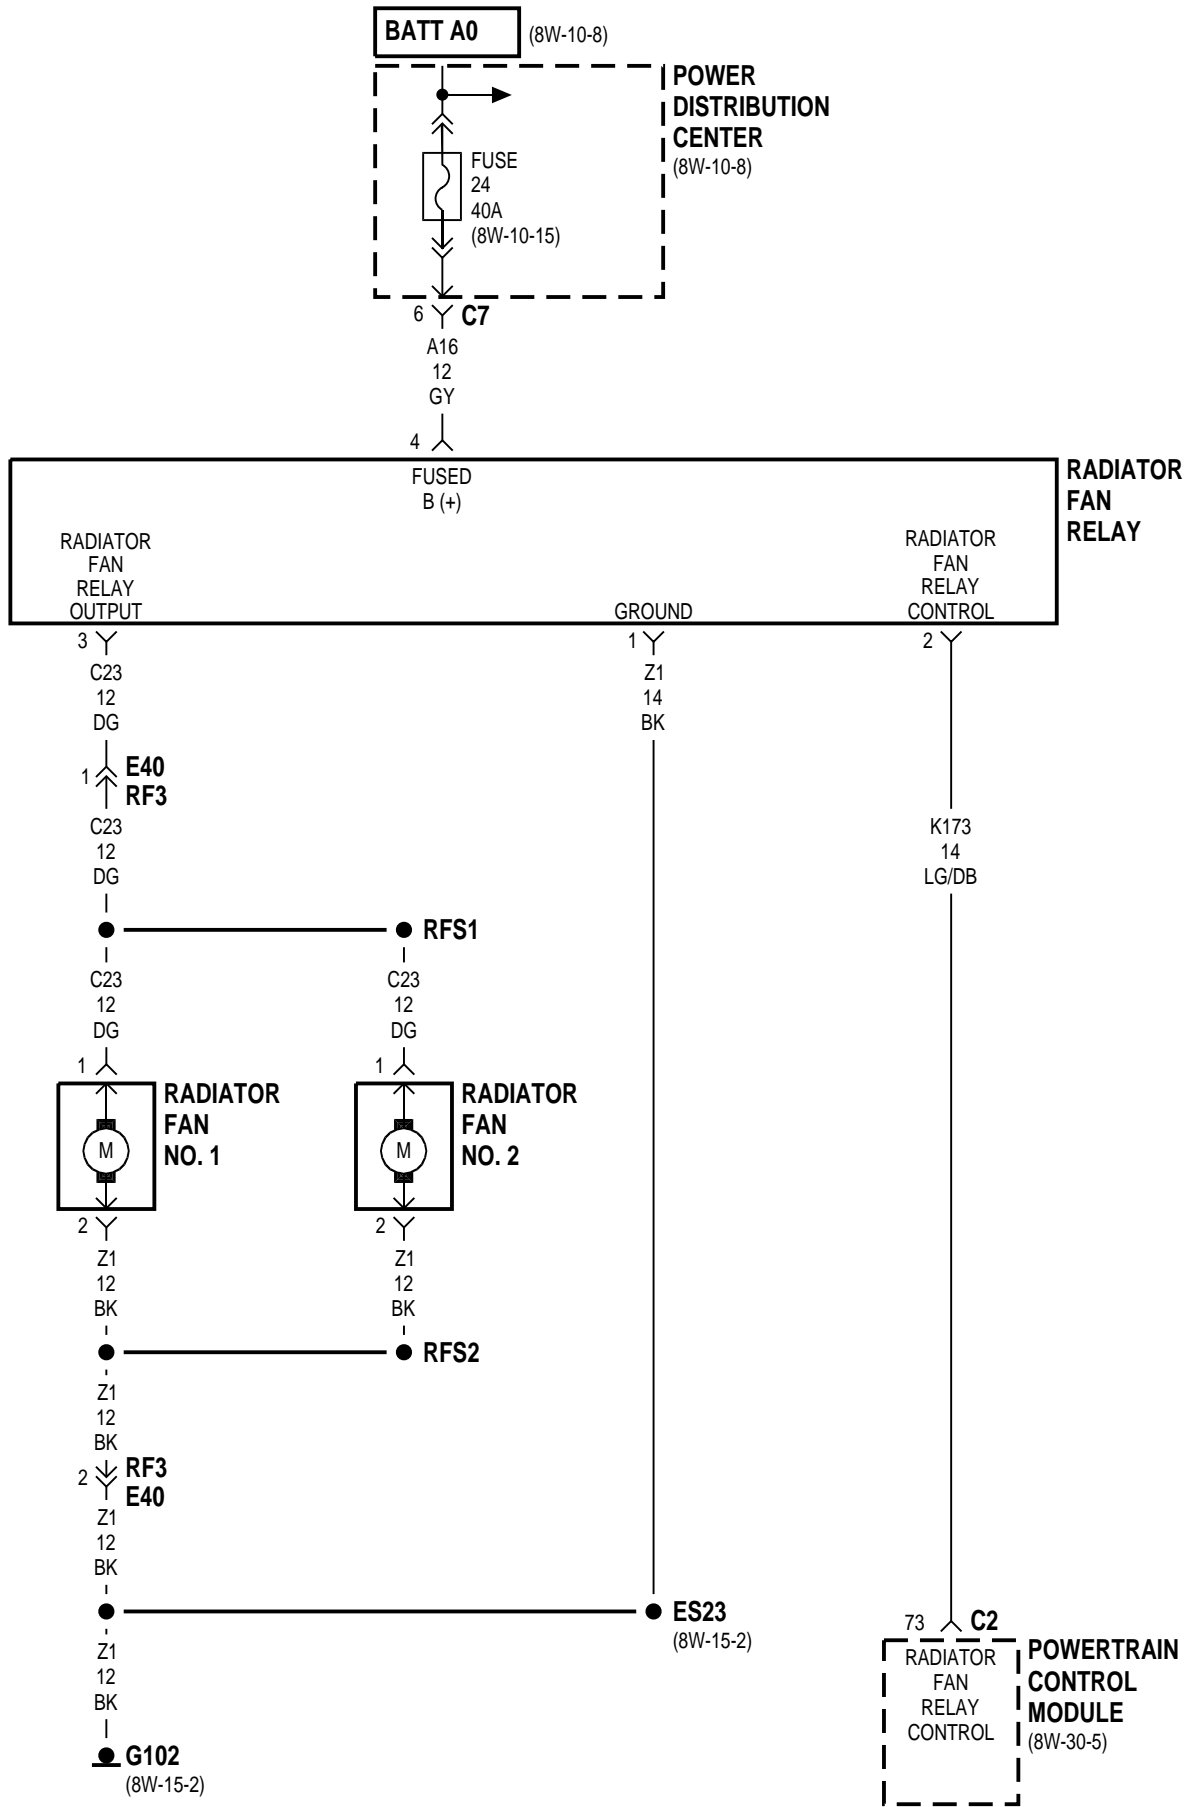 BATT A0
(8W-10-8)
POWER
DISTRIBUTION
CENTER
(8W-10-8)
FUSE
24
40A
(8W-10-15)
6
C7
A16
12
GY
4
FUSED
B (+)
RADIATOR
FAN
RELAY
RADIATOR
FAN
RELAY
OUTPUT
GROUND
RADIATOR
FAN
RELAY
CONTROL
3
1
2
C23
12
DG
Z1
14
BK
1
E40
RF3
C23
12
DG
K173
14
LG/DB
RFS1
C23
12
DG
C23
12
DG
1
1
M
RADIATOR
FAN
NO. 1
M
RADIATOR
FAN
NO. 2
2
2
Z1
12
BK
Z1
12
BK
RFS2
Z1
12
BK
2
RF3
E40
Z1
12
BK
ES23
(8W-15-2)
Z1
12
BK
G102
(8W-15-2)
73
C2
RADIATOR
FAN
RELAY
CONTROL
POWERTRAIN
CONTROL
MODULE
(8W-30-5)